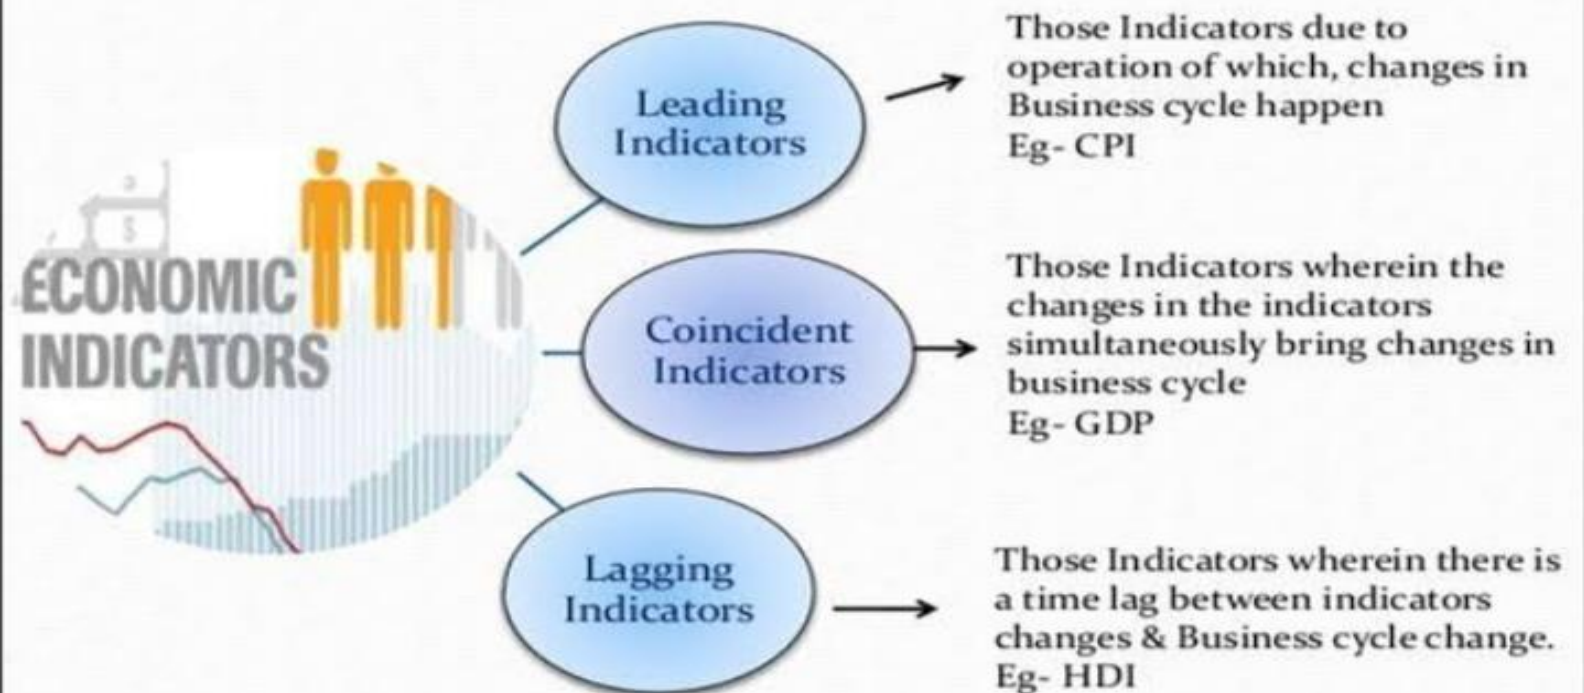 ECONOMIC
INDICATORS
$
Leading
Indicators
Those Indicators due to
operation of which, changes in
Business cycle happen
Eg- CPI
Coincident
Indicators
Those Indicators wherein the
changes in the indicators
simultaneously bring changes in
business cycle
Eg- GDP
Lagging
Indicators
Those Indicators wherein there is
a time lag between indicators
changes & Business cycle change.
Eg- HDI